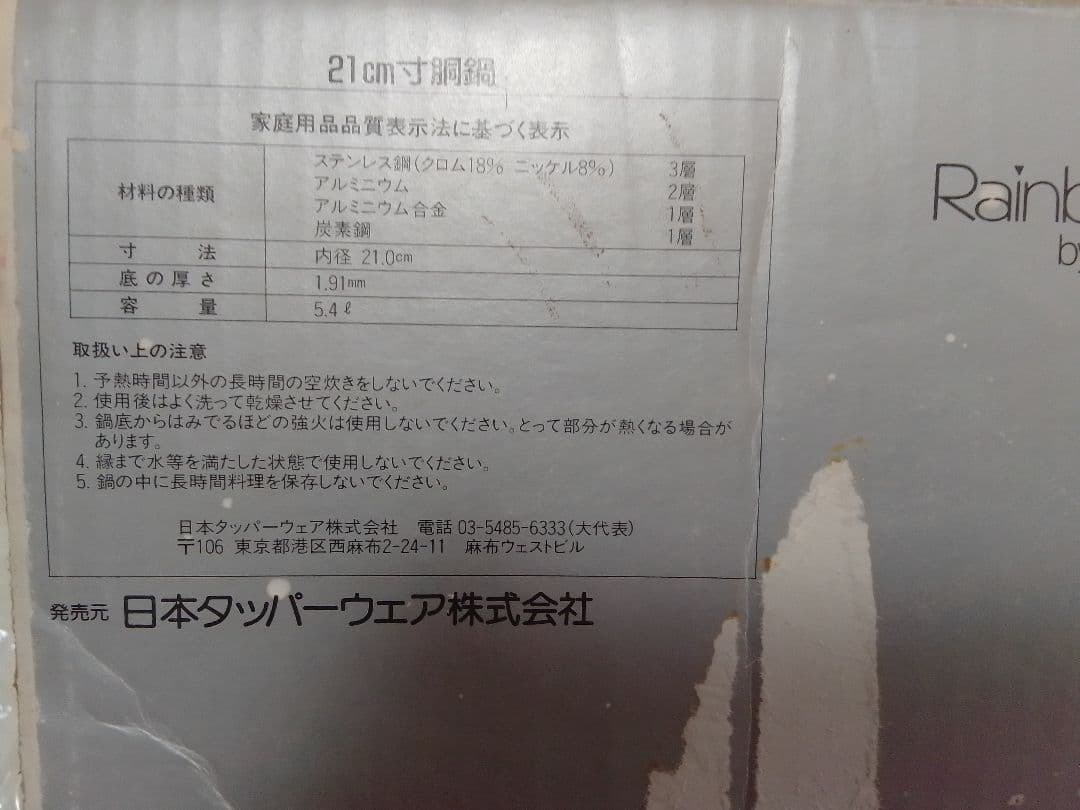 21cm寸胴鍋
家庭用品品質表示法に基づく表示
材料の種類
ステンレス鋼(クロム18% ニッケル8%) 3層
アルミニウム 2層
アルミニウム合金 1層
炭素鋼 1層
寸法 内径 21.0cm
底の厚さ 1.91mm
容量 5.4ℓ
取扱い上の注意
1. 予熱時間以外の長時間の空炊きをしないでください。
2. 使用後はよく洗って乾燥させてください。
3. 鍋底からはみでるほどの強火は使用しないでください。とって部分が熱くなる場合が
あります。
4. 縁まで水等を満たした状態で使用しないでください。
5. 鍋の中に長時間料理を保存しないでください。
日本タッパーウェア株式会社 電話 03-5485-6333(大代表)
〒106 東京都港区西麻布2-24-11 麻布ウェストビル
発売元 日本タッパーウェア株式会社
Rainb
by